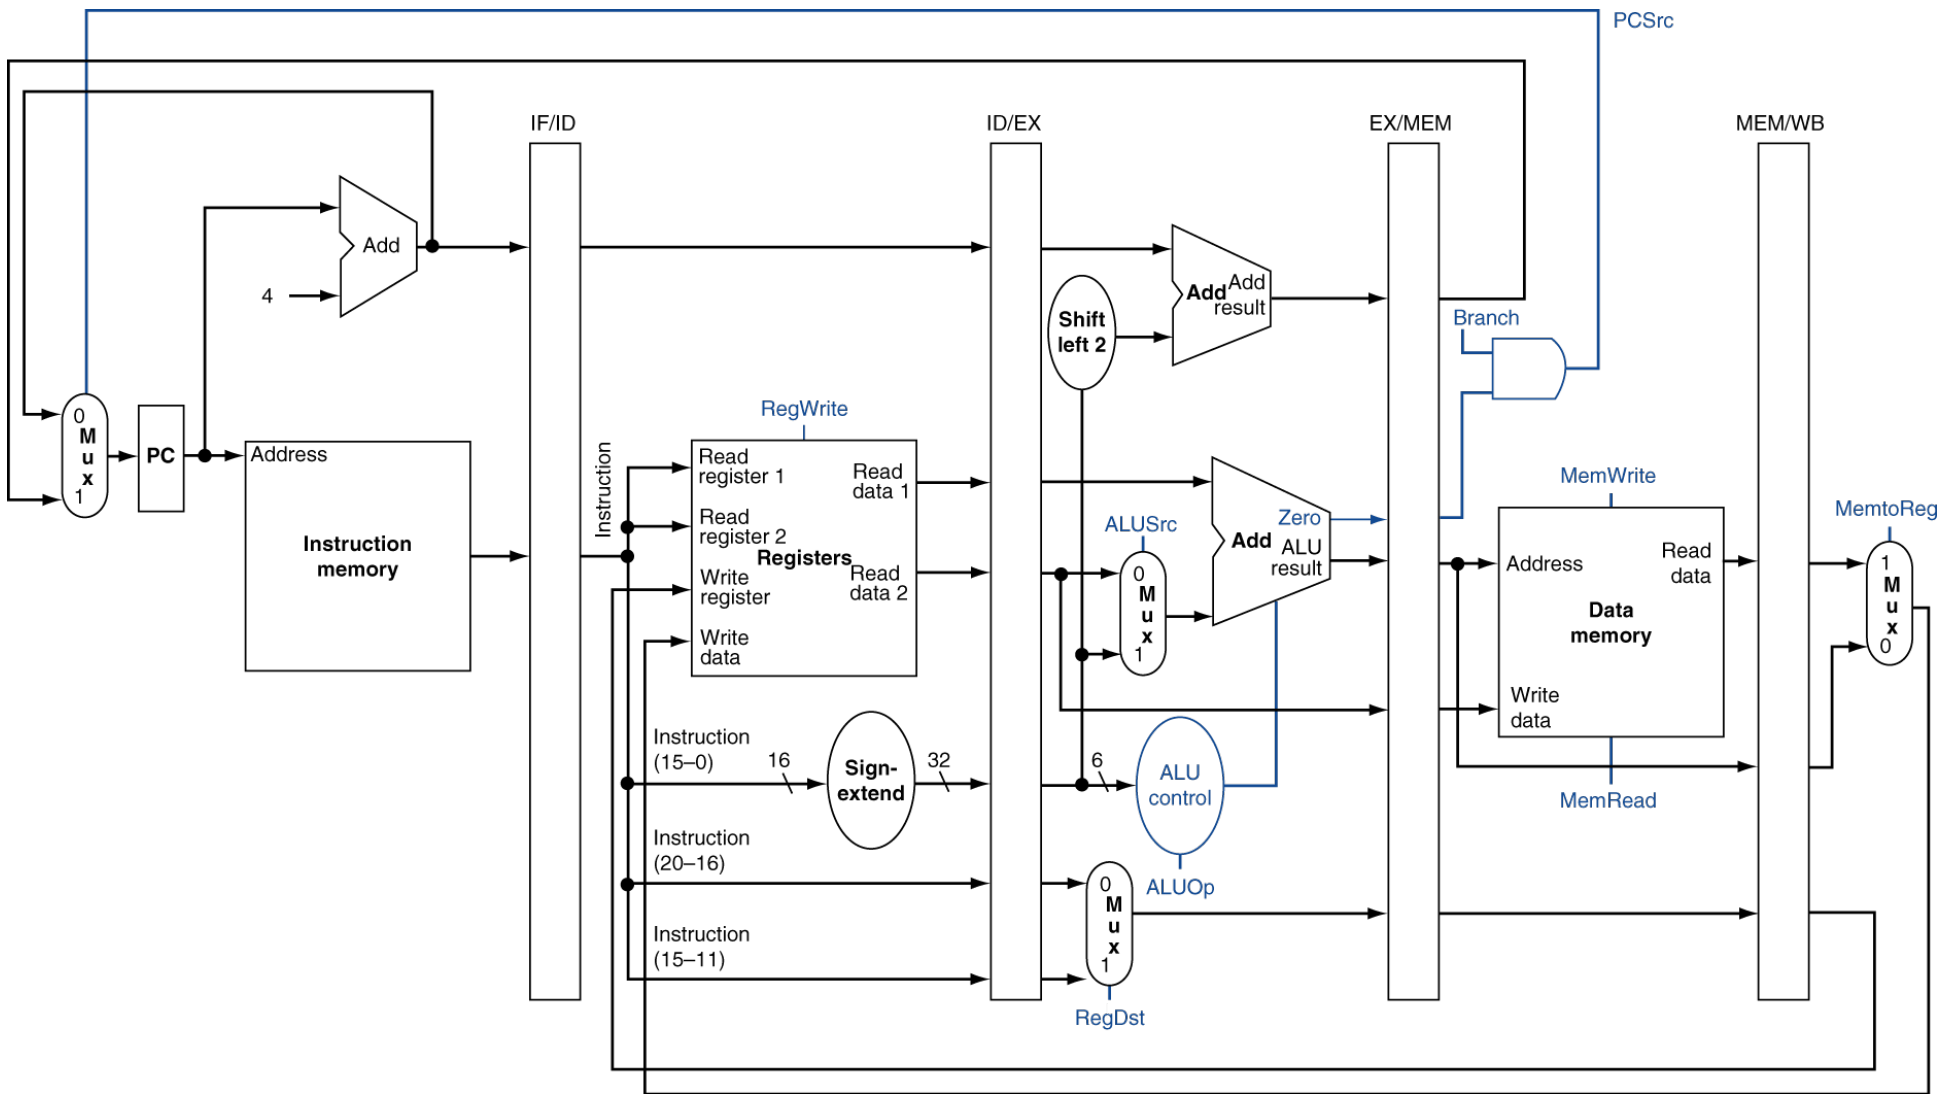 PCSrc
IF/ID
ID/EX
EX/MEM
MEM/WB
Add
4
Add Add
result
Shift
left 2
Branch
RegWrite
0
M
u
x
1
PC
Address
Instruction
memory
Instruction
Read
register 1
Read
data 1
Read
register 2
Registers
Write
register
Read
data 2
Write
data
ALUSrc
0
M
u
x
1
Zero
Add
ALU
result
MemWrite
Address
Read
data
Data
memory
Write
data
MemRead
MemtoReg
1
M
u
x
0
Instruction
(15–0)
16
Sign-
extend
32
6
ALU
control
ALUOp
Instruction
(20–16)
Instruction
(15–11)
0
M
u
x
1
RegDst